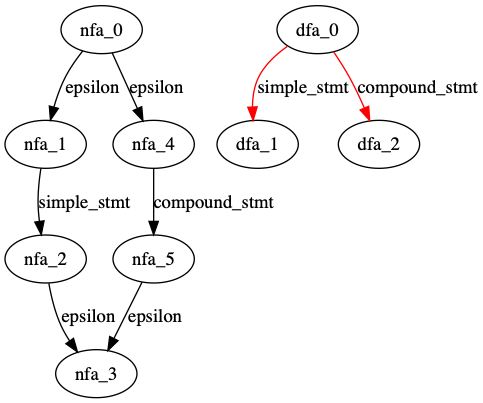 nfa_0
dfa_0
epsilon
epsilon
simple_stmt
compound_stmt
nfa_1
nfa_4
dfa_1
dfa_2
simple_stmt
compound_stmt
nfa_2
nfa_5
epsilon
epsilon
nfa_3